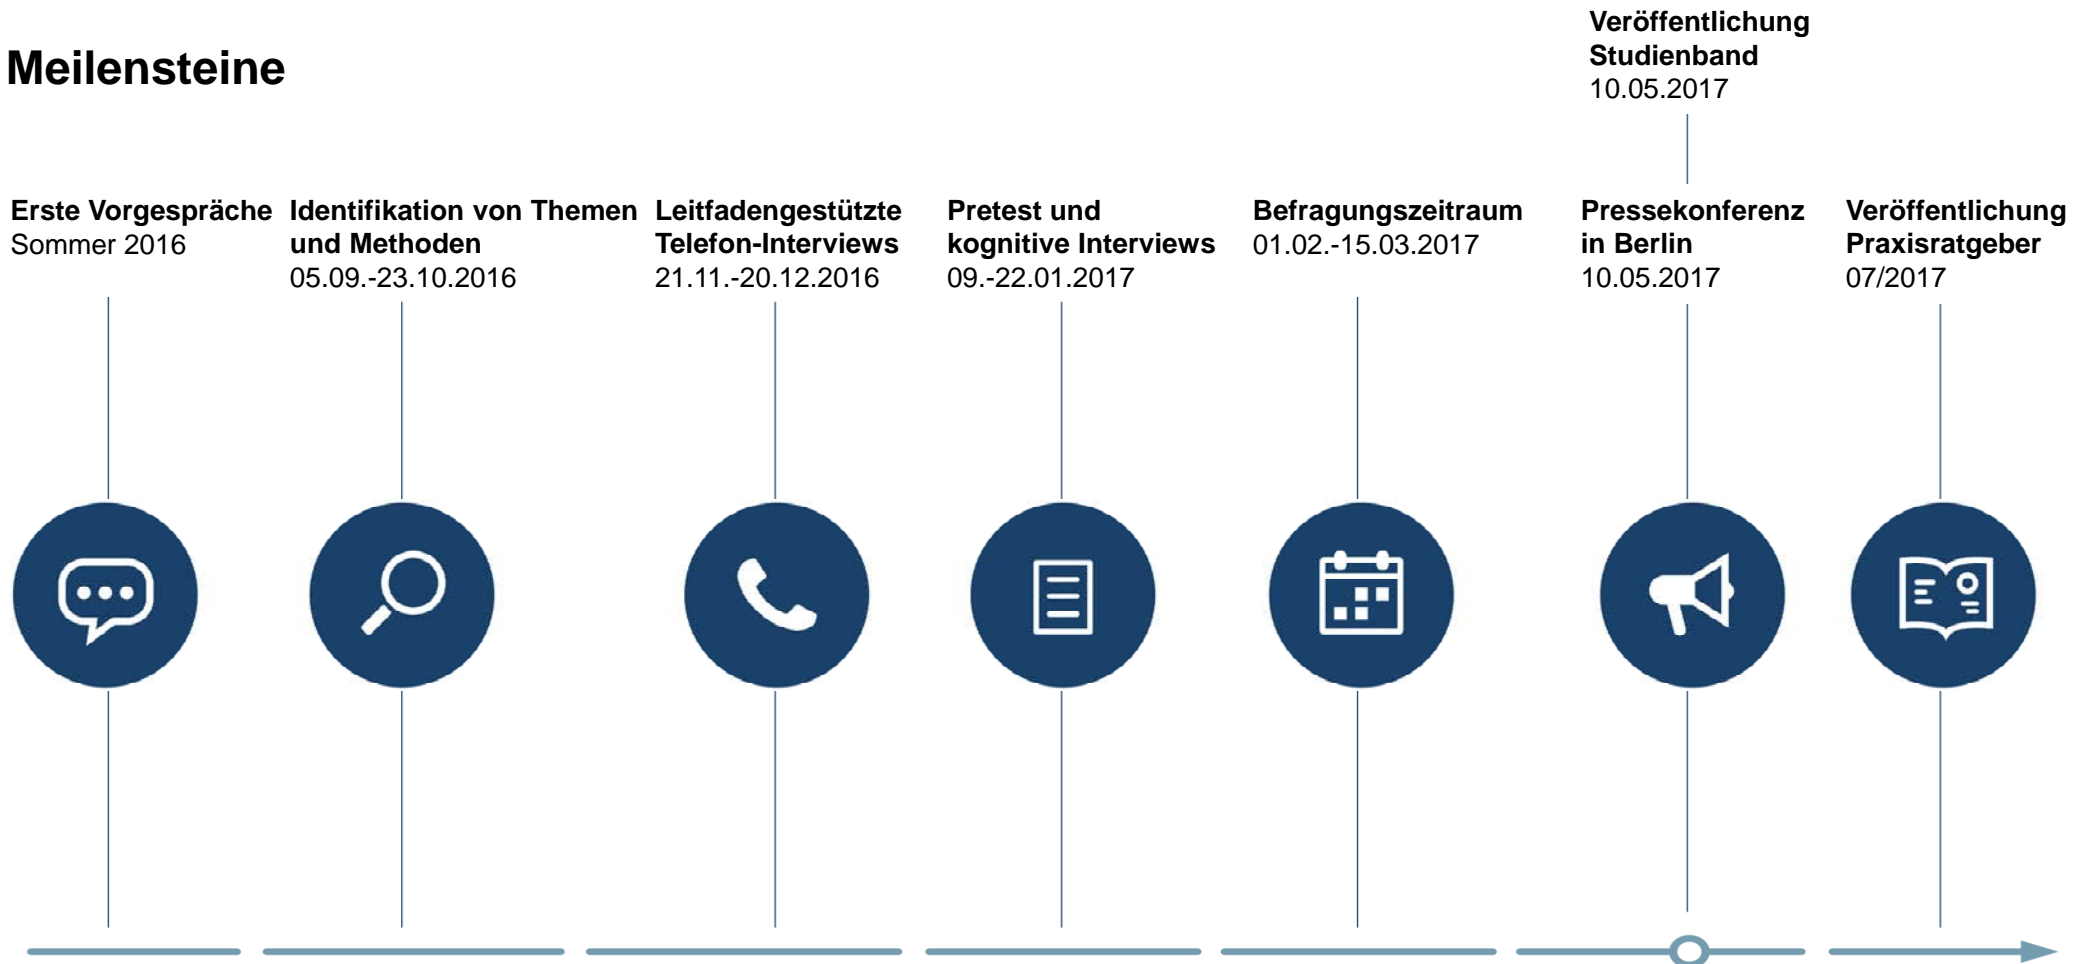 Meilensteine
Erste Vorgespräche
Sommer 2016
Identifikation von Themen
und Methoden
05.09.-23.10.2016
Leitfadengestützte
Telefon-Interviews
21.11.-20.12.2016
Pretest und
kognitive Interviews
09.-22.01.2017
Befragungszeitraum
01.02.-15.03.2017
Veröffentlichung
Studienband
10.05.2017
Pressekonferenz
in Berlin
10.05.2017
Veröffentlichung
Praxisratgeber
07/2017